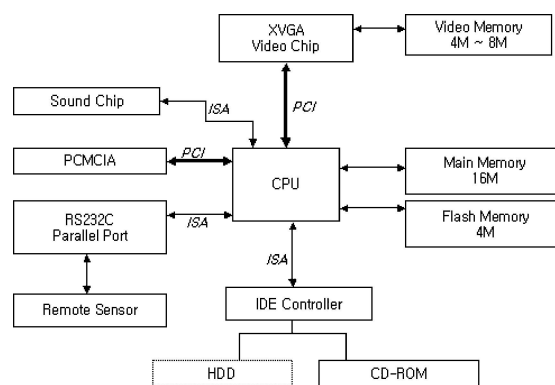 XVGA
Video Chip
Video Memory
4M ~ 8M
Sound Chip
ISA
PCI
PCMCIA
PCI
CPU
Main Memory
16M
RS232C
Parallel Port
ISA
Flash Memory
4M
ISA
Remote Sensor
IDE Controller
HDD
CD-ROM